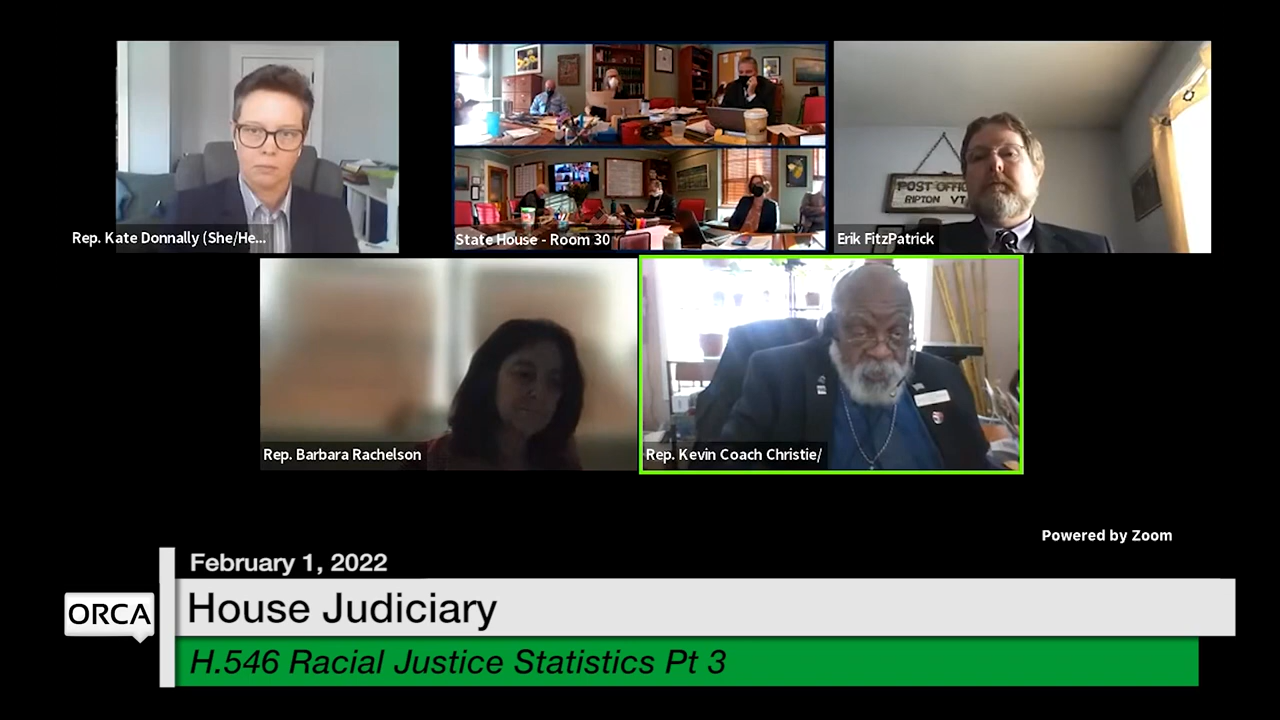 Rep. Kate Donnally (She/He...
State House - Room 30
POST OFFIC
RIPTON VT
Erik FitzPatrick
Rep. Barbara Rachelson
Rep. Kevin Coach Christie/
Powered by Zoom
February 1, 2022
ORCA
House Judiciary
H.546 Racial Justice Statistics Pt 3